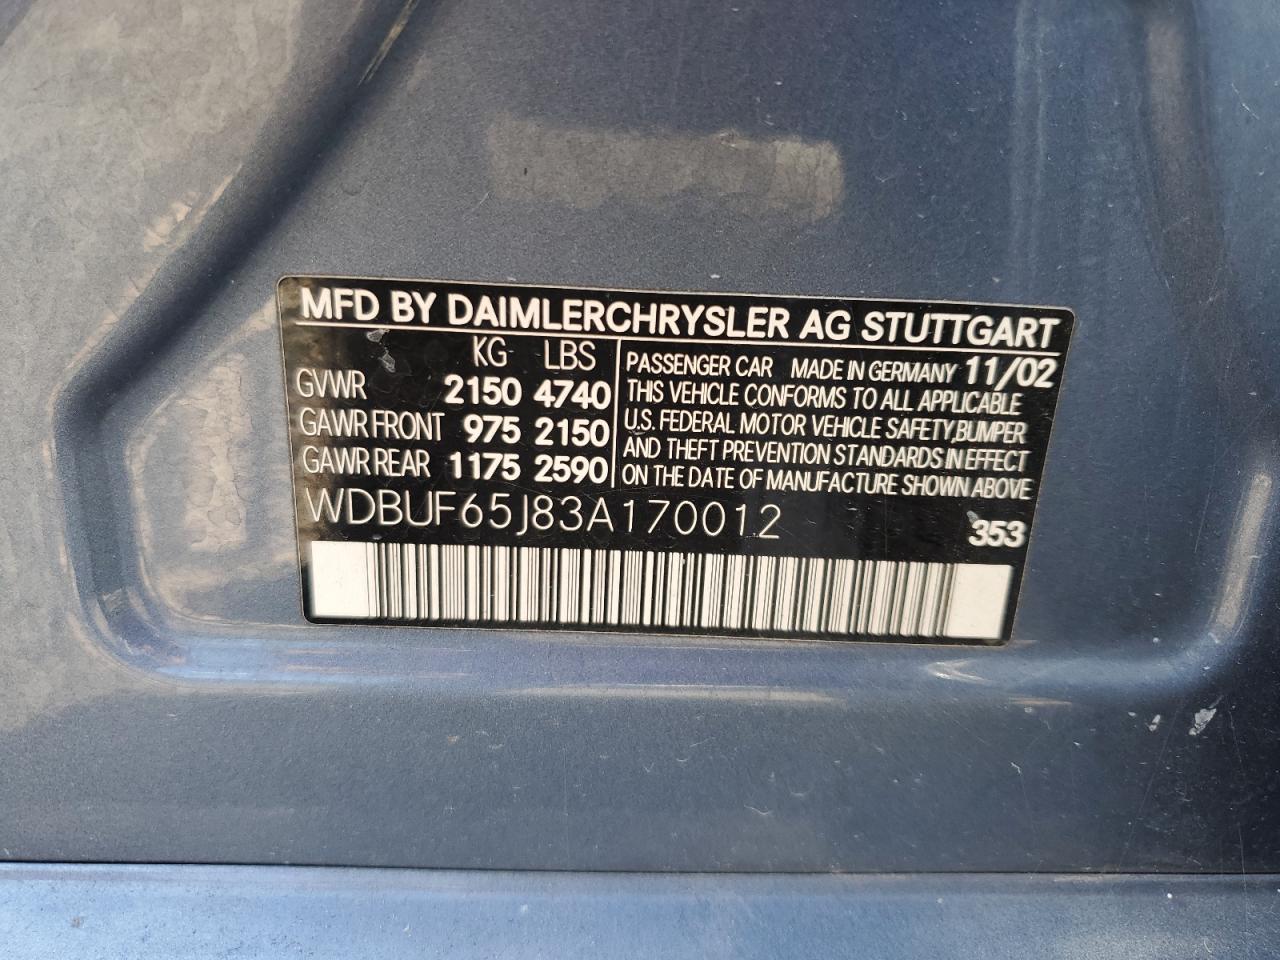 MFD BY DAIMLERCHRYSLER AG STUTTGART
KG LBS
GVWR 2150 4740
GAWR FRONT 975 2150
GAWR REAR 1175 2590
PASSENGER CAR MADE IN GERMANY 11/02
THIS VEHICLE CONFORMS TO ALL APPLICABLE
U.S. FEDERAL MOTOR VEHICLE SAFETY,BUMPER
AND THEFT PREVENTION STANDARDS IN EFFECT
ON THE DATE OF MANUFACTURE SHOWN ABOVE
WDBUF65J83A170012
353